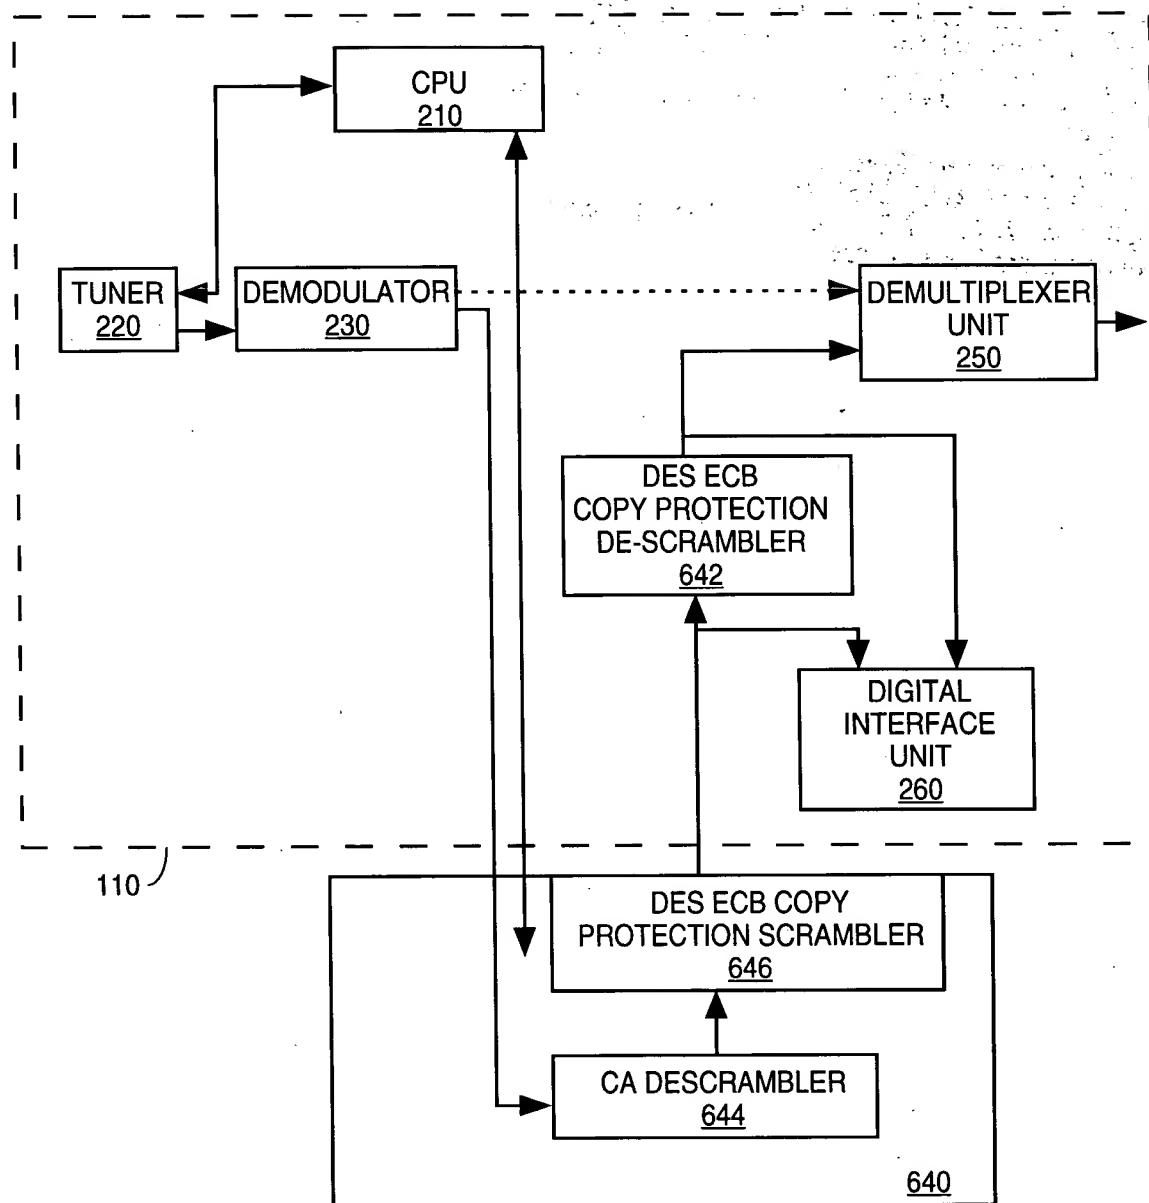 CPU
210
TUNER
220
DEMODULATOR
230
DEMULTIPLEXER
UNIT
250
DES ECB
COPY PROTECTION
DE-SCRAMBLER
642
DIGITAL
INTERFACE
UNIT
260
110
DES ECB COPY
PROTECTION SCRAMBLER
646
CA DESCRAMBLER
644
640